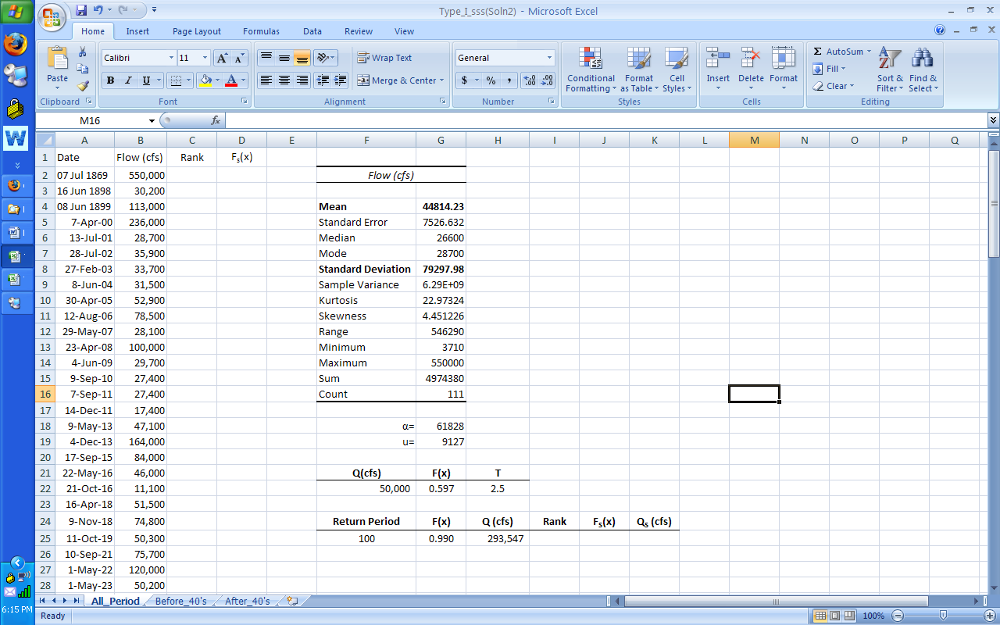 Type_I_sss(Soln2) - Microsoft Excel
Home Insert Page Layout Formulas Data Review View
Paste
Calibri 11
B I U
Wrap Text
Merge & Center
General
$ % ,
Conditional Formatting
Format as Table
Cell Styles
Insert Delete Format
Σ AutoSum
Fill
Clear
Sort & Filter
Find & Select
Clipboard Font Alignment Number Styles Cells Editing
M16 fx
A B C D E F G H I J K L M N O P Q
1 Date Flow (cfs) Rank Fs(x)
2 07 Jul 1869 550,000 Flow (cfs)
3 16 Jun 1898 30,200
4 08 Jun 1899 113,000 Mean 44814.23
5 7-Apr-00 236,000 Standard Error 7526.632
6 13-Jul-01 28,700 Median 26600
7 28-Jul-02 35,900 Mode 28700
8 27-Feb-03 33,700 Standard Deviation 79297.98
9 8-Jun-04 31,500 Sample Variance 6.29E+09
10 30-Apr-05 52,900 Kurtosis 22.97324
11 12-Aug-06 78,500 Skewness 4.451226
12 29-May-07 28,100 Range 546290
13 23-Apr-08 100,000 Minimum 3710
14 4-Jun-09 29,700 Maximum 550000
15 9-Sep-10 27,400 Sum 4974380
16 7-Sep-11 27,400 Count 111
17 14-Dec-11 17,400
18 9-May-13 47,100 α= 61828
19 4-Dec-13 164,000 u= 9127
20 17-Sep-15 84,000
21 22-May-16 46,000 Q(cfs) F(x) T
22 21-Oct-16 11,100 50,000 0.597 2.5
23 16-Apr-18 51,500
24 9-Nov-18 74,800 Return Period F(x) Q (cfs) Rank Fs(x) Qs (cfs)
25 11-Oct-19 50,300 100 0.990 293,547
26 10-Sep-21 75,700
27 1-May-22 120,000
28 1-May-23 50,200
All_Period Before_40's After_40's
Ready 100%
6:15 PM